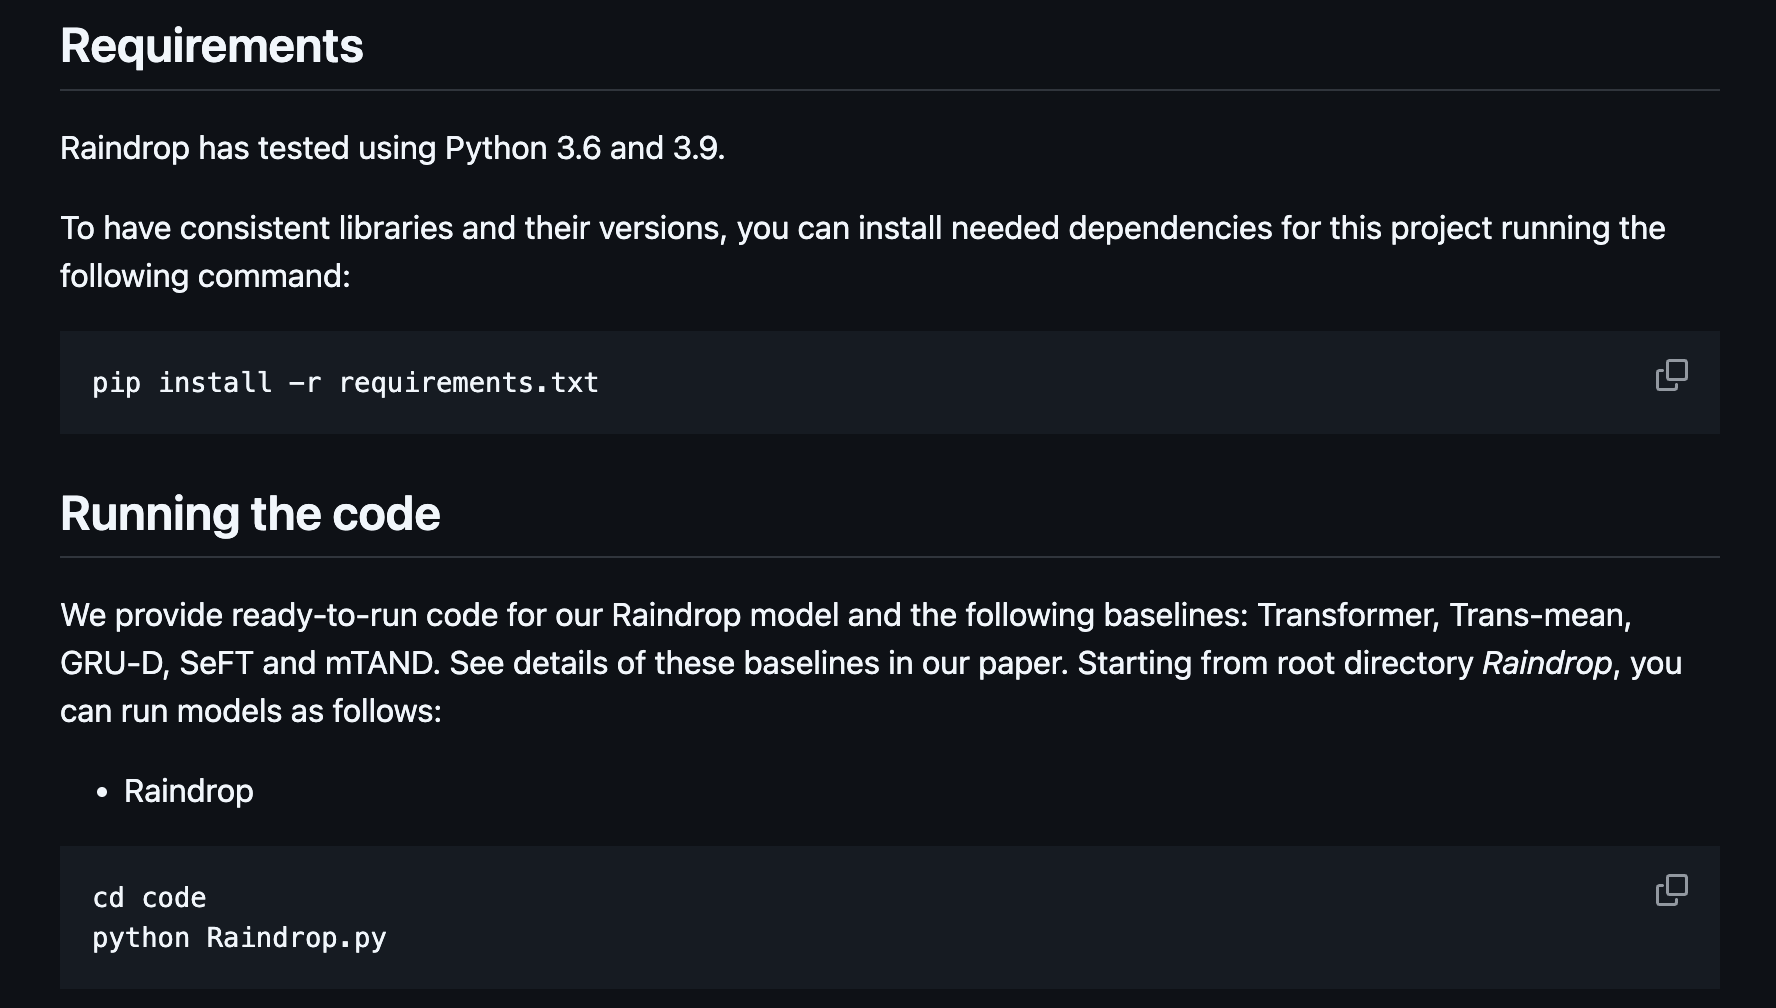 Requirements
Raindrop has tested using Python 3.6 and 3.9.
To have consistent libraries and their versions, you can install needed dependencies for this project running the
following command:
pip install -r requirements.txt
Running the code
We provide ready-to-run code for our Raindrop model and the following baselines: Transformer, Trans-mean,
GRU-D, SeFT and mTAND. See details of these baselines in our paper. Starting from root directory Raindrop, you
can run models as follows:
• Raindrop
cd code
python Raindrop.py